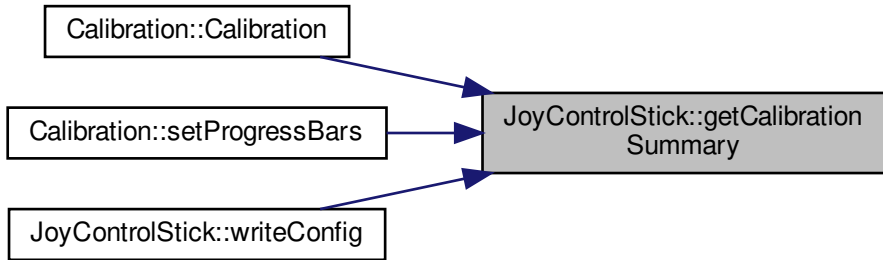 Calibration::Calibration
Calibration::setProgressBars
JoyControlStick::writeConfig
JoyControlStick::getCalibration
Summary